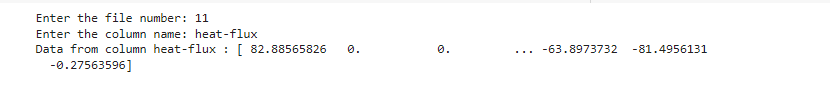 Enter the file number: 11
Enter the column name: heat-flux
Data from column heat-flux : [ 82.88565826   0.           0.         ... -63.8973732  -81.4956131
  -0.27563596]